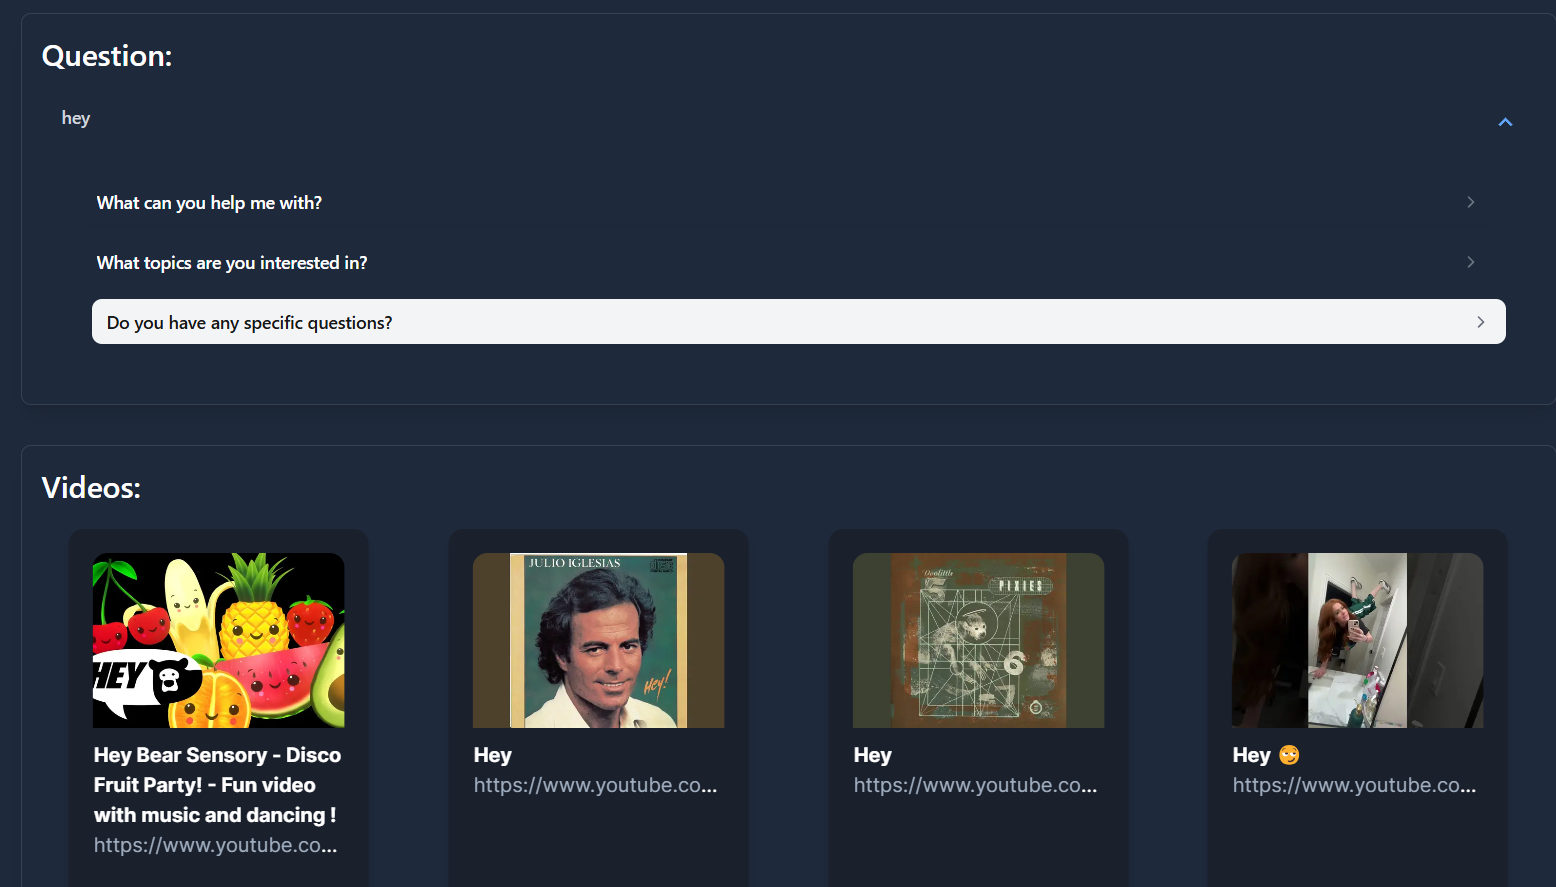 Question:
hey
What can you help me with?
What topics are you interested in?
Do you have any specific questions?
Videos:
HEY
Hey Bear Sensory - Disco
Fruit Party! - Fun video
with music and dancing !
https://www.youtube.co...
JULIO IGLESIAS
Hey!
Hey
https://www.youtube.co...
Doolittle
PIXIES
6
Hey
https://www.youtube.co...
Hey 🙄
https://www.youtube.co...